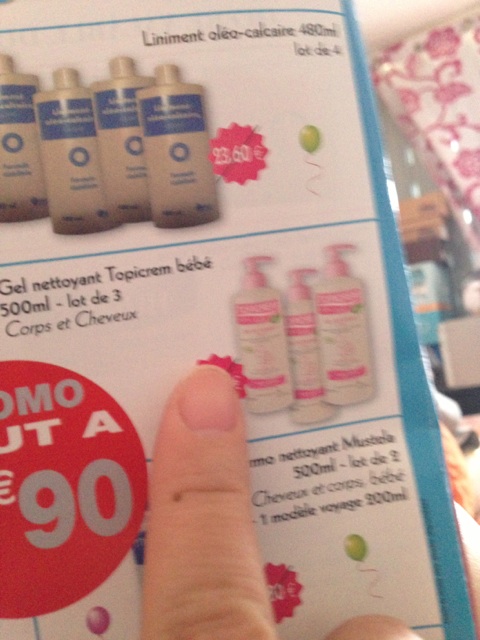 Liniment oléo-calcaire 480ml
lot de 4
23.60 €
Gel nettoyant Topicrem bébé
500ml - lot de 3
Corps et Cheveux
OMO
UT A
€90
mo nettoyant Mustela
500ml - lot de 2
Cheveux et corps, bébé
- 1 modèle voyage 200ml